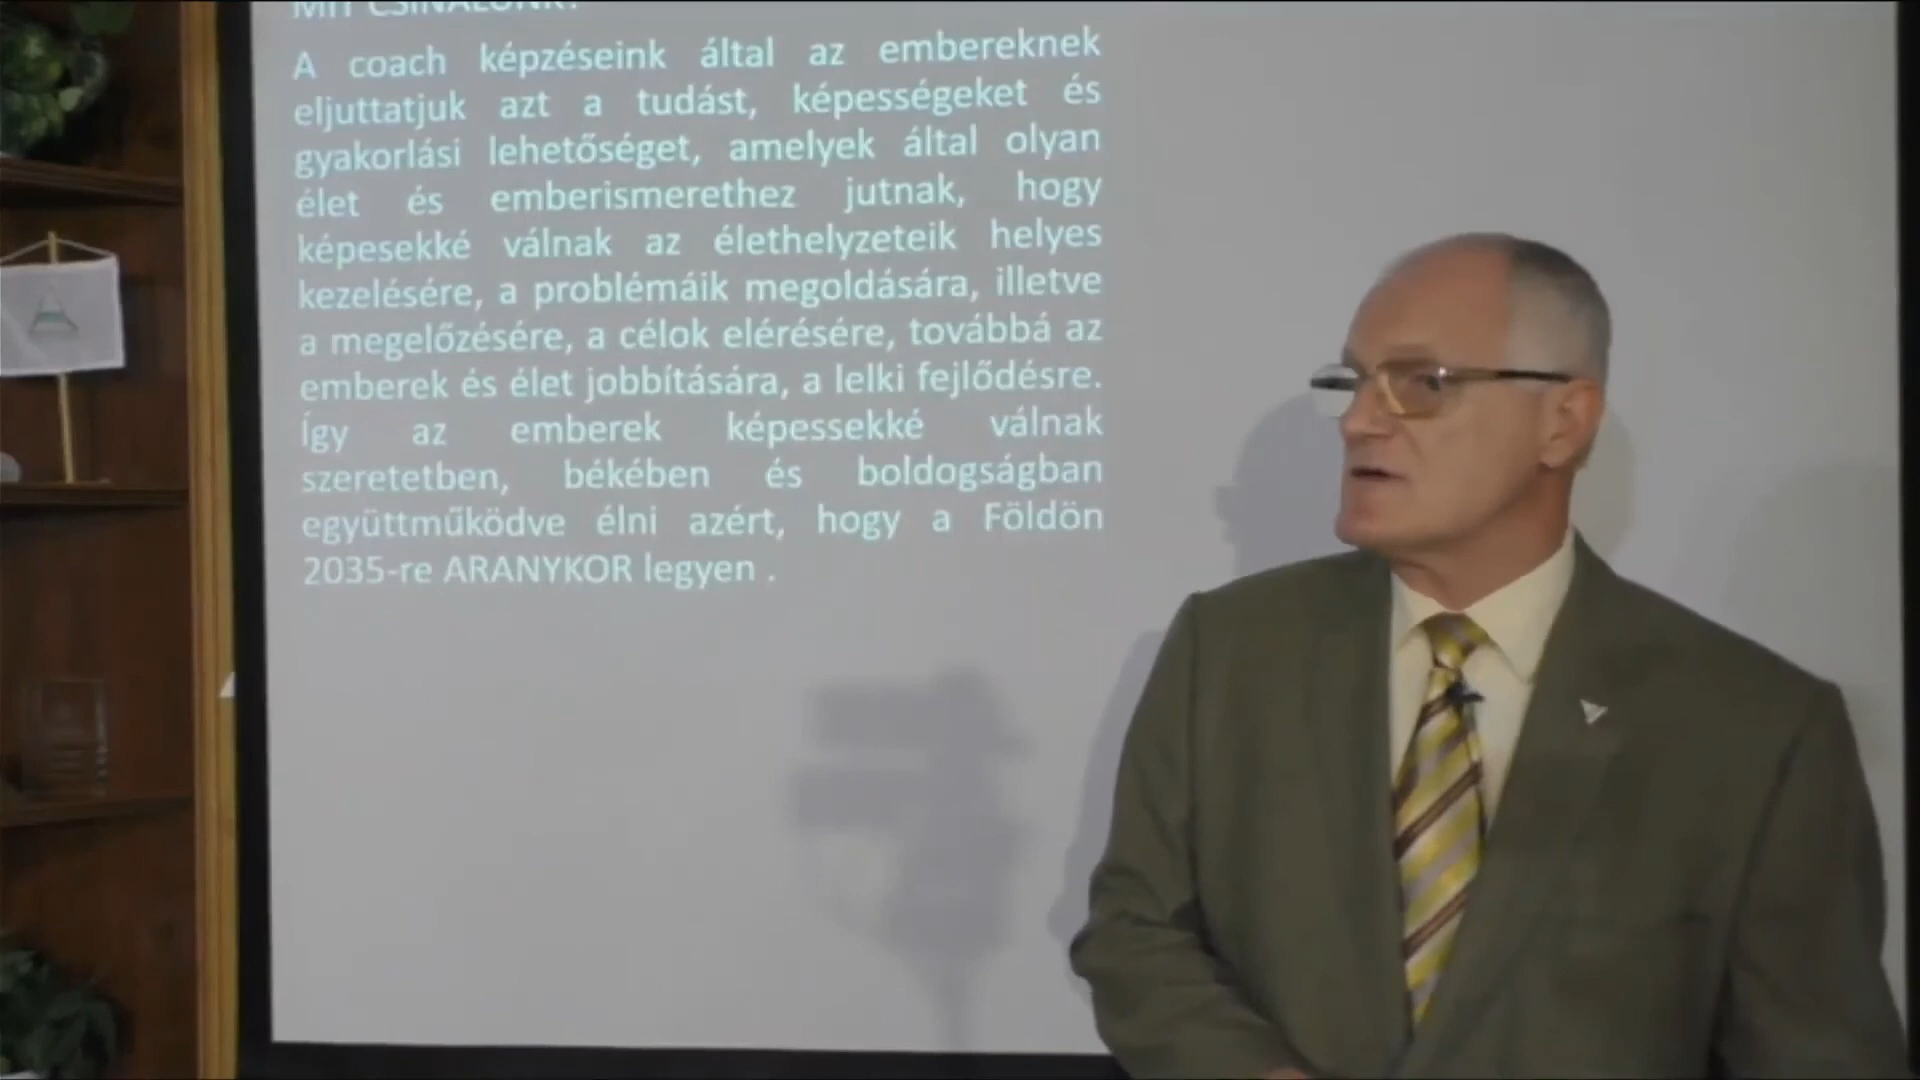 MIT CSINÁLUNK?
A coach képzéseink által az embereknek
eljuttatjuk azt a tudást, képességeket és
gyakorlási lehetőséget, amelyek által olyan
élet és emberismerethez jutnak, hogy
képesekké válnak az élethelyzeteik helyes
kezelésére, a problémáik megoldására, illetve
a megelőzésére, a célok elérésére, továbbá az
emberek és élet jobbítására, a lelki fejlődésre.
Így az emberek képessekké válnak
szeretetben, békében és boldogságban
együttműködve élni azért, hogy a Földön
2035-re ARANYKOR legyen .